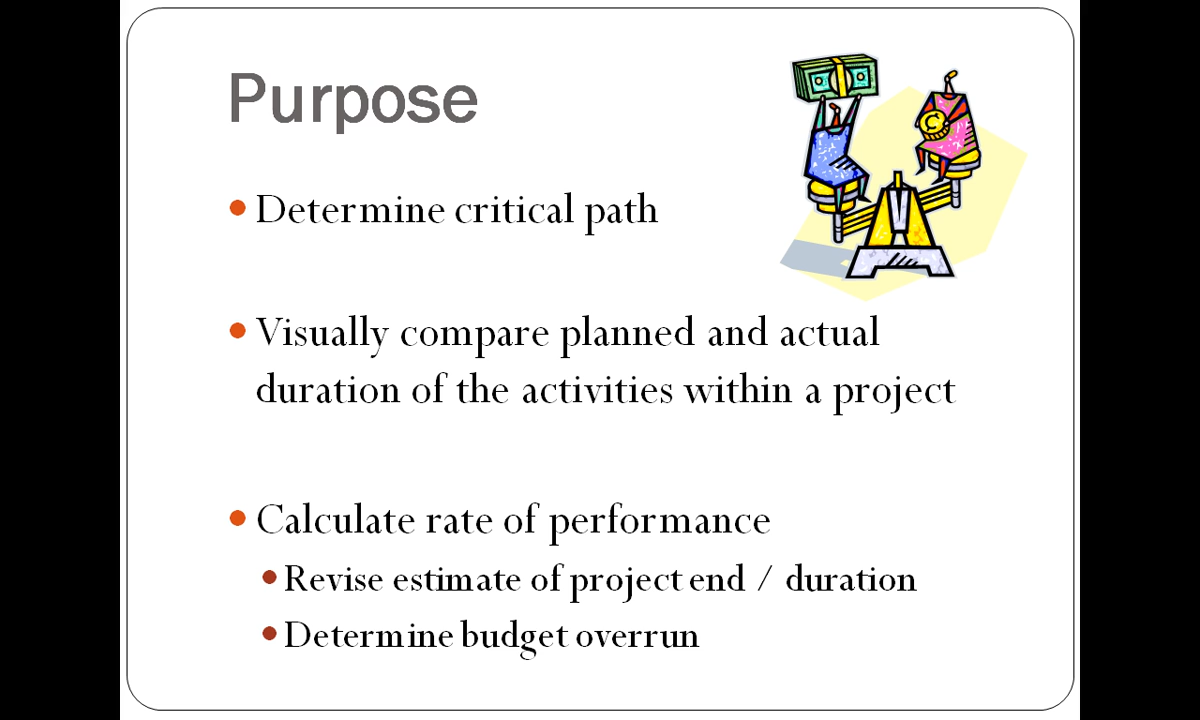 Purpose
Determine critical path
Visually compare planned and actual
duration of the activities within a project
Calculate rate of performance
Revise estimate of project end / duration
Determine budget overrun